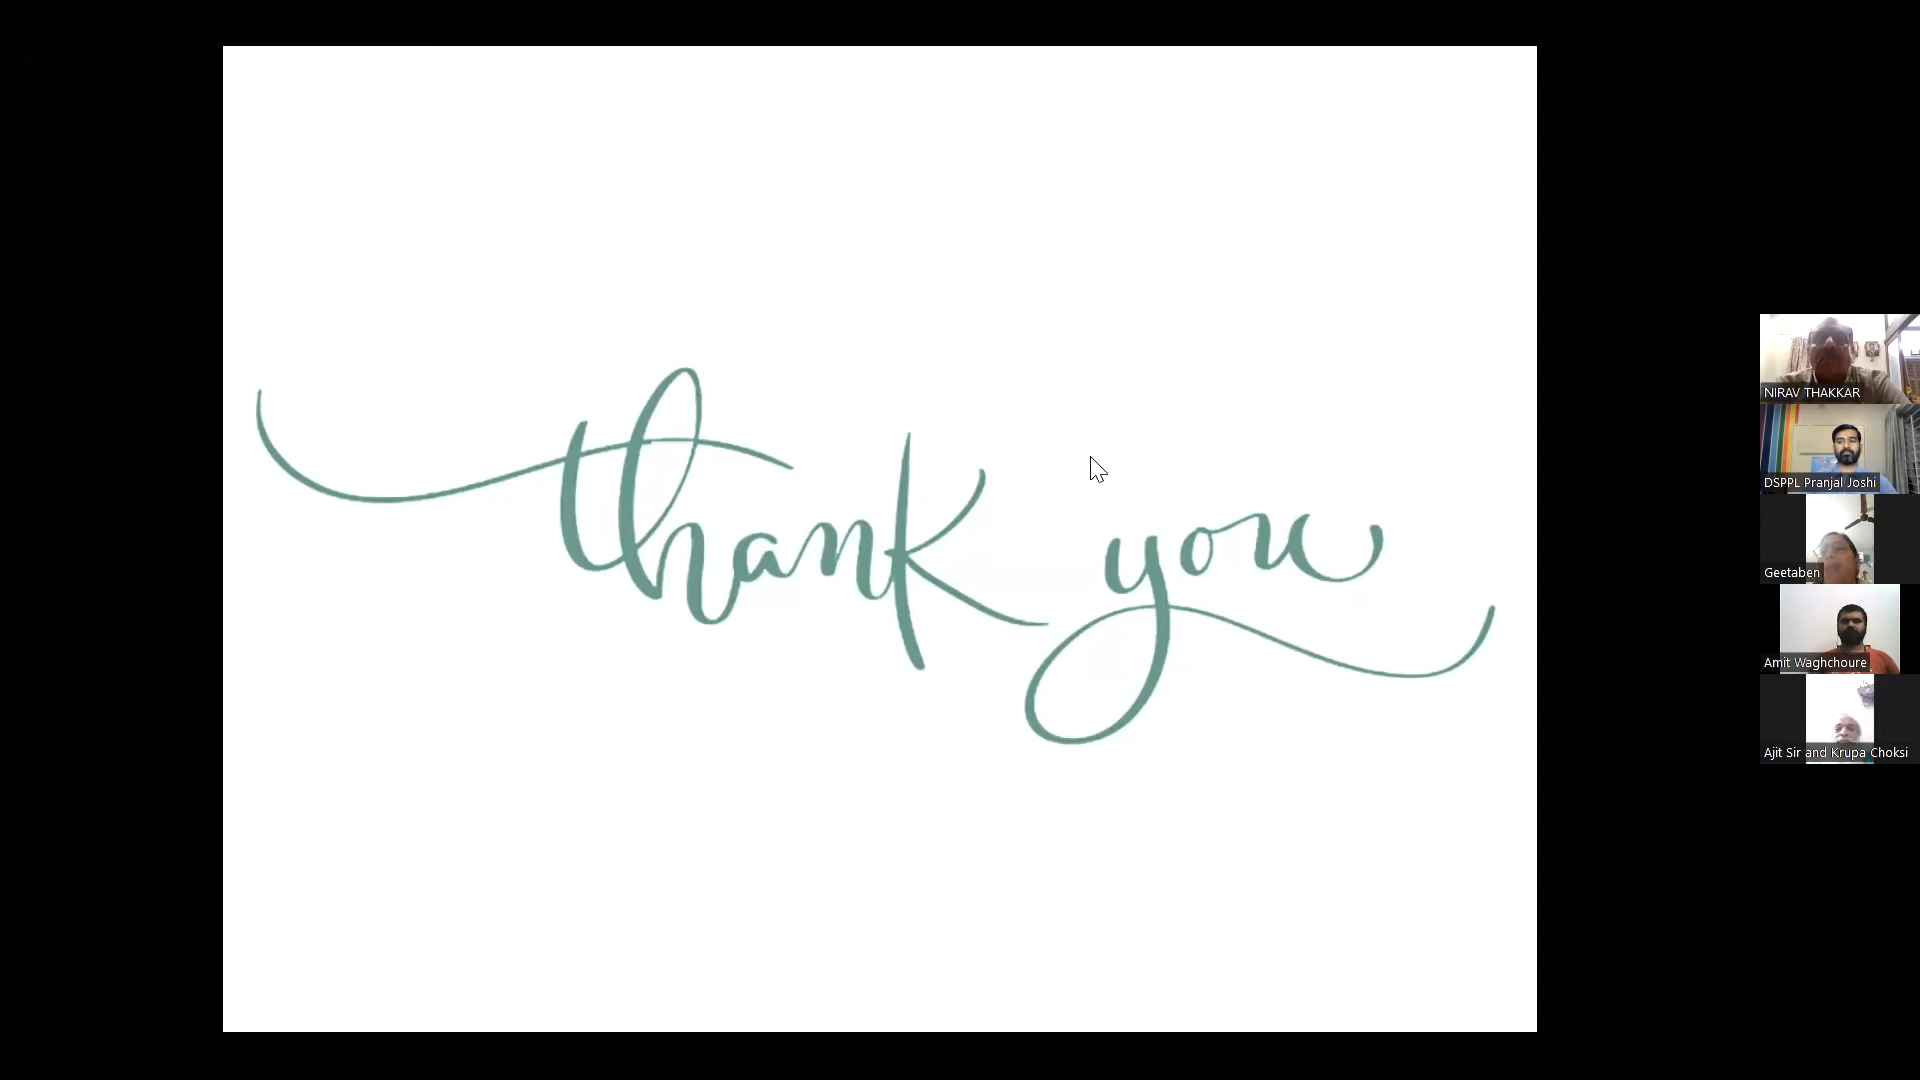 thank you
NIRAV THAKKAR
DSPPL Pranjal Joshi
Geetaben
Amit Waghchoure
Ajit Sir and Krupa Choksi